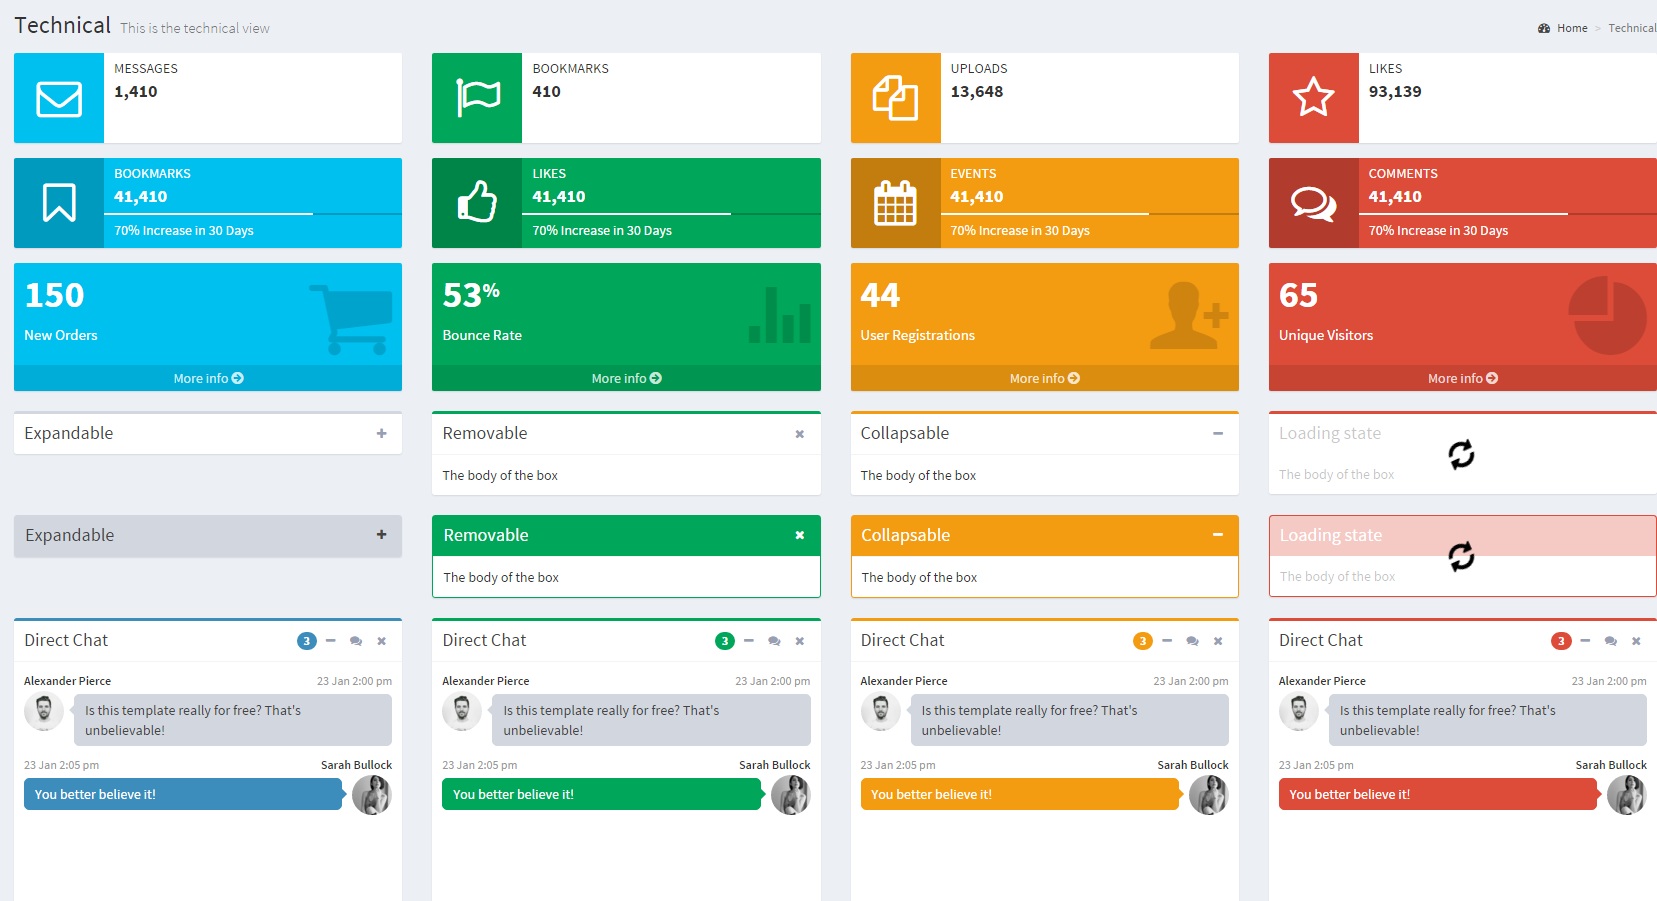 Technical This is the technical view
Home > Technical
MESSAGES
1,410
BOOKMARKS
410
UPLOADS
13,648
LIKES
93,139
BOOKMARKS
41,410
70% Increase in 30 Days
LIKES
41,410
70% Increase in 30 Days
EVENTS
41,410
70% Increase in 30 Days
COMMENTS
41,410
70% Increase in 30 Days
150
New Orders
More info
53%
Bounce Rate
More info
44
User Registrations
More info
65
Unique Visitors
More info
Expandable
Removable
The body of the box
Collapsable
The body of the box
Loading state
The body of the box
Expandable
Removable
The body of the box
Collapsable
The body of the box
Loading state
The body of the box
Direct Chat 3
Alexander Pierce 23 Jan 2:00 pm
Is this template really for free? That's
unbelievable!
23 Jan 2:05 pm Sarah Bullock
You better believe it!
Direct Chat 3
Alexander Pierce 23 Jan 2:00 pm
Is this template really for free? That's
unbelievable!
23 Jan 2:05 pm Sarah Bullock
You better believe it!
Direct Chat 3
Alexander Pierce 23 Jan 2:00 pm
Is this template really for free? That's
unbelievable!
23 Jan 2:05 pm Sarah Bullock
You better believe it!
Direct Chat 3
Alexander Pierce 23 Jan 2:00 pm
Is this template really for free? That's
unbelievable!
23 Jan 2:05 pm Sarah Bullock
You better believe it!